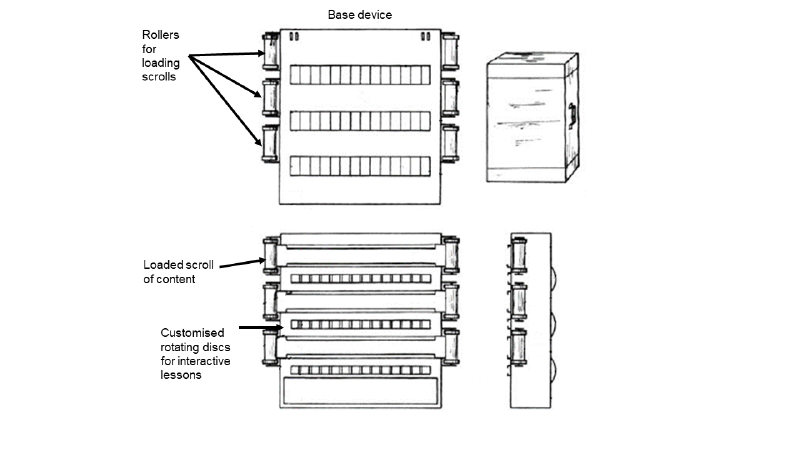 Base device
Rollers
for
loading
scrolls
Loaded scroll
of content
Customised
rotating discs
for interactive
lessons